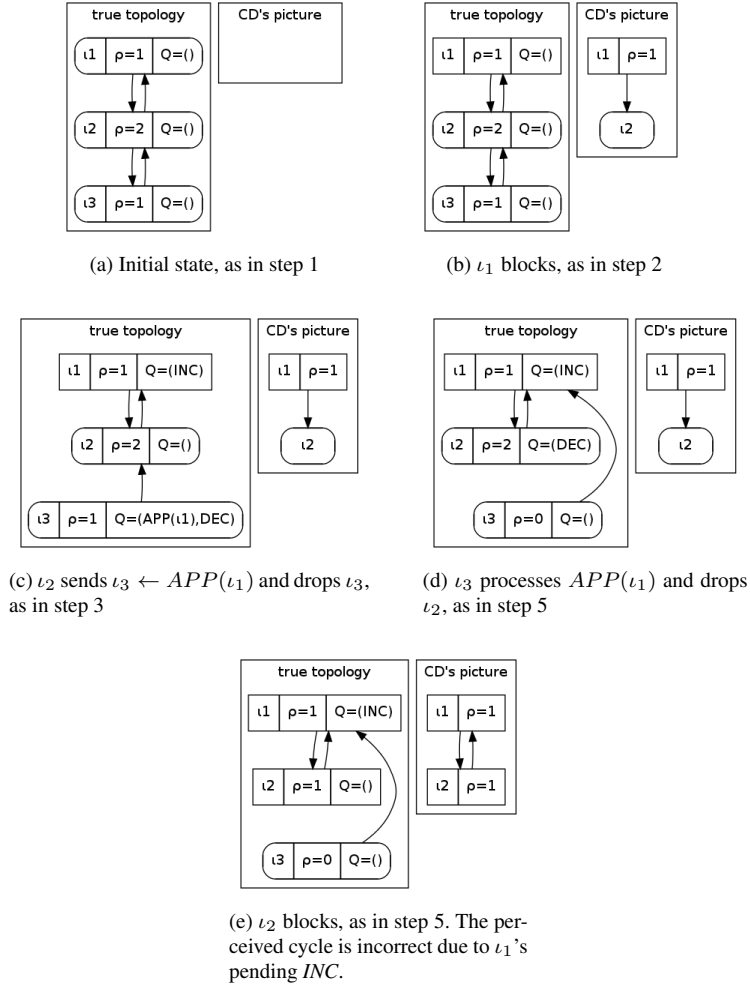 true topology
CD's picture
ι1 ρ=1 Q=()
ι2 ρ=2 Q=()
ι3 ρ=1 Q=()
(a) Initial state, as in step 1
true topology
CD's picture
ι1 ρ=1 Q=()
ι1 ρ=1
ι2 ρ=2 Q=()
ι2
ι3 ρ=1 Q=()
(b) ι1 blocks, as in step 2
true topology
CD's picture
ι1 ρ=1 Q=(INC)
ι1 ρ=1
ι2 ρ=2 Q=()
ι2
ι3 ρ=1 Q=(APP(ι1),DEC)
(c) ι2 sends ι3 ← APP(ι1) and drops ι3,
as in step 3
true topology
CD's picture
ι1 ρ=1 Q=(INC)
ι1 ρ=1
ι2 ρ=2 Q=(DEC)
ι2
ι3 ρ=0 Q=()
(d) ι3 processes APP(ι1) and drops
ι2, as in step 5
true topology
CD's picture
ι1 ρ=1 Q=(INC)
ι1 ρ=1
ι2 ρ=1 Q=()
ι2 ρ=1
ι3 ρ=0 Q=()
(e) ι2 blocks, as in step 5. The per-
ceived cycle is incorrect due to ι1's
pending INC.